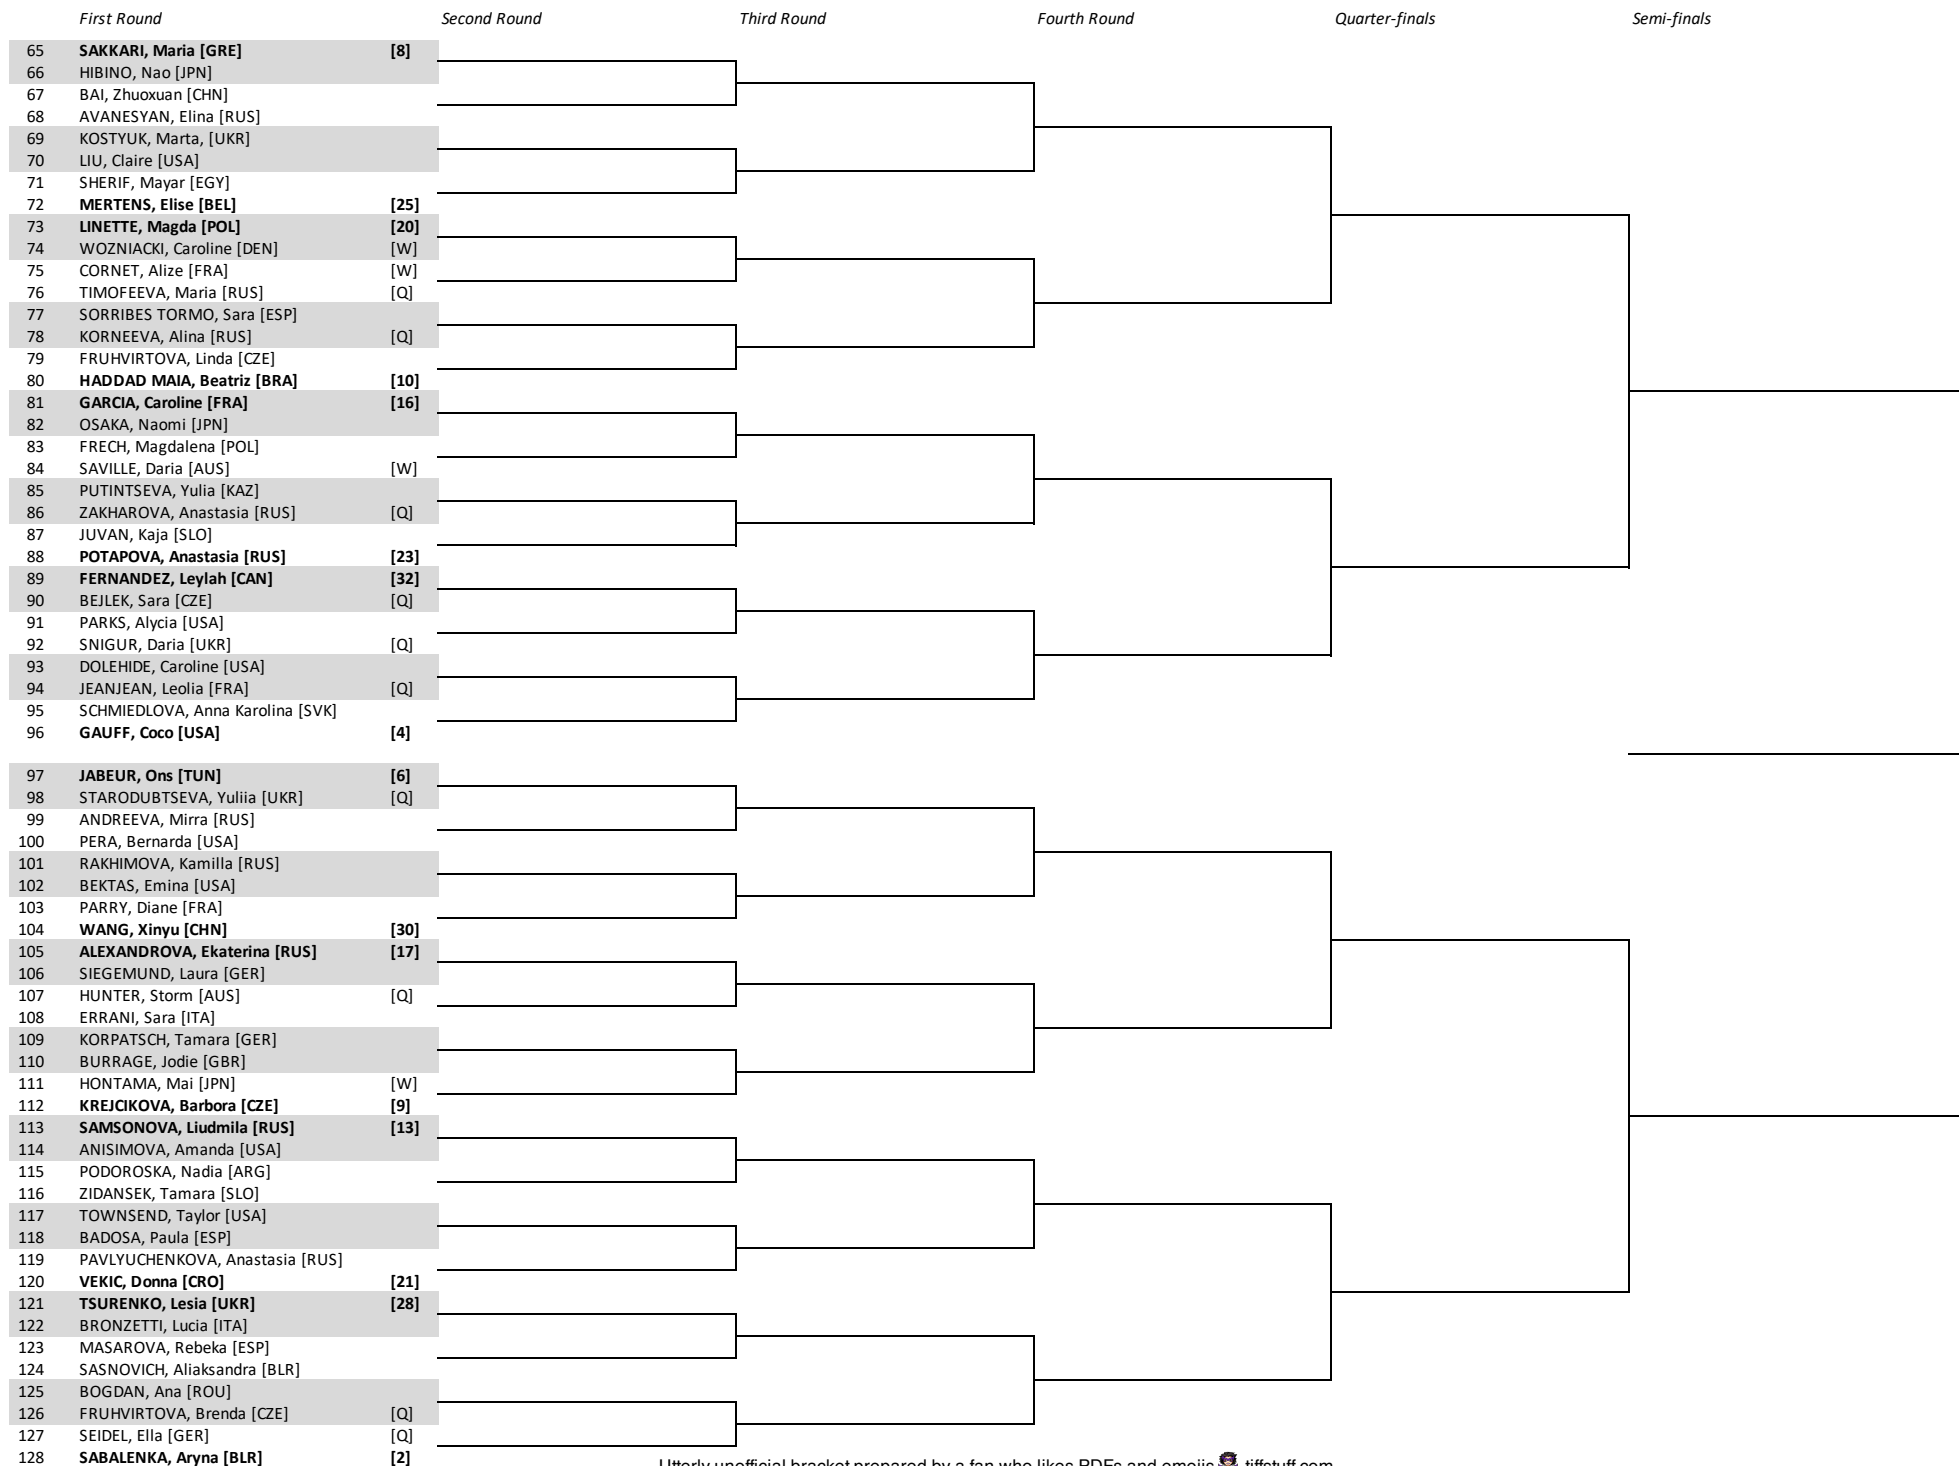 First Round Second Round Third Round Fourth Round Quarter-finals Semi-finals
65 SAKKARI, Maria [GRE] [8]
66 HIBINO, Nao [JPN]
67 BAI, Zhuoxuan [CHN]
68 AVANESYAN, Elina [RUS]
69 KOSTYUK, Marta, [UKR]
70 LIU, Claire [USA]
71 SHERIF, Mayar [EGY]
72 MERTENS, Elise [BEL] [25]
73 LINETTE, Magda [POL] [20]
74 WOZNIACKI, Caroline [DEN] [W]
75 CORNET, Alize [FRA] [W]
76 TIMOFEEVA, Maria [RUS] [Q]
77 SORRIBES TORMO, Sara [ESP]
78 KORNEEVA, Alina [RUS] [Q]
79 FRUHVIRTOVA, Linda [CZE]
80 HADDAD MAIA, Beatriz [BRA] [10]
81 GARCIA, Caroline [FRA] [16]
82 OSAKA, Naomi [JPN]
83 FRECH, Magdalena [POL]
84 SAVILLE, Daria [AUS] [W]
85 PUTINTSEVA, Yulia [KAZ]
86 ZAKHAROVA, Anastasia [RUS] [Q]
87 JUVAN, Kaja [SLO]
88 POTAPOVA, Anastasia [RUS] [23]
89 FERNANDEZ, Leylah [CAN] [32]
90 BEJLEK, Sara [CZE] [Q]
91 PARKS, Alycia [USA]
92 SNIGUR, Daria [UKR] [Q]
93 DOLEHIDE, Caroline [USA]
94 JEANJEAN, Leolia [FRA] [Q]
95 SCHMIEDLOVA, Anna Karolina [SVK]
96 GAUFF, Coco [USA] [4]
97 JABEUR, Ons [TUN] [6]
98 STARODUBTSEVA, Yuliia [UKR] [Q]
99 ANDREEVA, Mirra [RUS]
100 PERA, Bernarda [USA]
101 RAKHIMOVA, Kamilla [RUS]
102 BEKTAS, Emina [USA]
103 PARRY, Diane [FRA]
104 WANG, Xinyu [CHN] [30]
105 ALEXANDROVA, Ekaterina [RUS] [17]
106 SIEGEMUND, Laura [GER]
107 HUNTER, Storm [AUS] [Q]
108 ERRANI, Sara [ITA]
109 KORPATSCH, Tamara [GER]
110 BURRAGE, Jodie [GBR]
111 HONTAMA, Mai [JPN] [W]
112 KREJCIKOVA, Barbora [CZE] [9]
113 SAMSONOVA, Liudmila [RUS] [13]
114 ANISIMOVA, Amanda [USA]
115 PODOROSKA, Nadia [ARG]
116 ZIDANSEK, Tamara [SLO]
117 TOWNSEND, Taylor [USA]
118 BADOSA, Paula [ESP]
119 PAVLYUCHENKOVA, Anastasia [RUS]
120 VEKIC, Donna [CRO] [21]
121 TSURENKO, Lesia [UKR] [28]
122 BRONZETTI, Lucia [ITA]
123 MASAROVA, Rebeka [ESP]
124 SASNOVICH, Aliaksandra [BLR]
125 BOGDAN, Ana [ROU]
126 FRUHVIRTOVA, Brenda [CZE] [Q]
127 SEIDEL, Ella [GER] [Q]
128 SABALENKA, Aryna [BLR] [2]
Utterly unofficial bracket prepared by a fan who likes PDFs and emojis tiffstuff.com